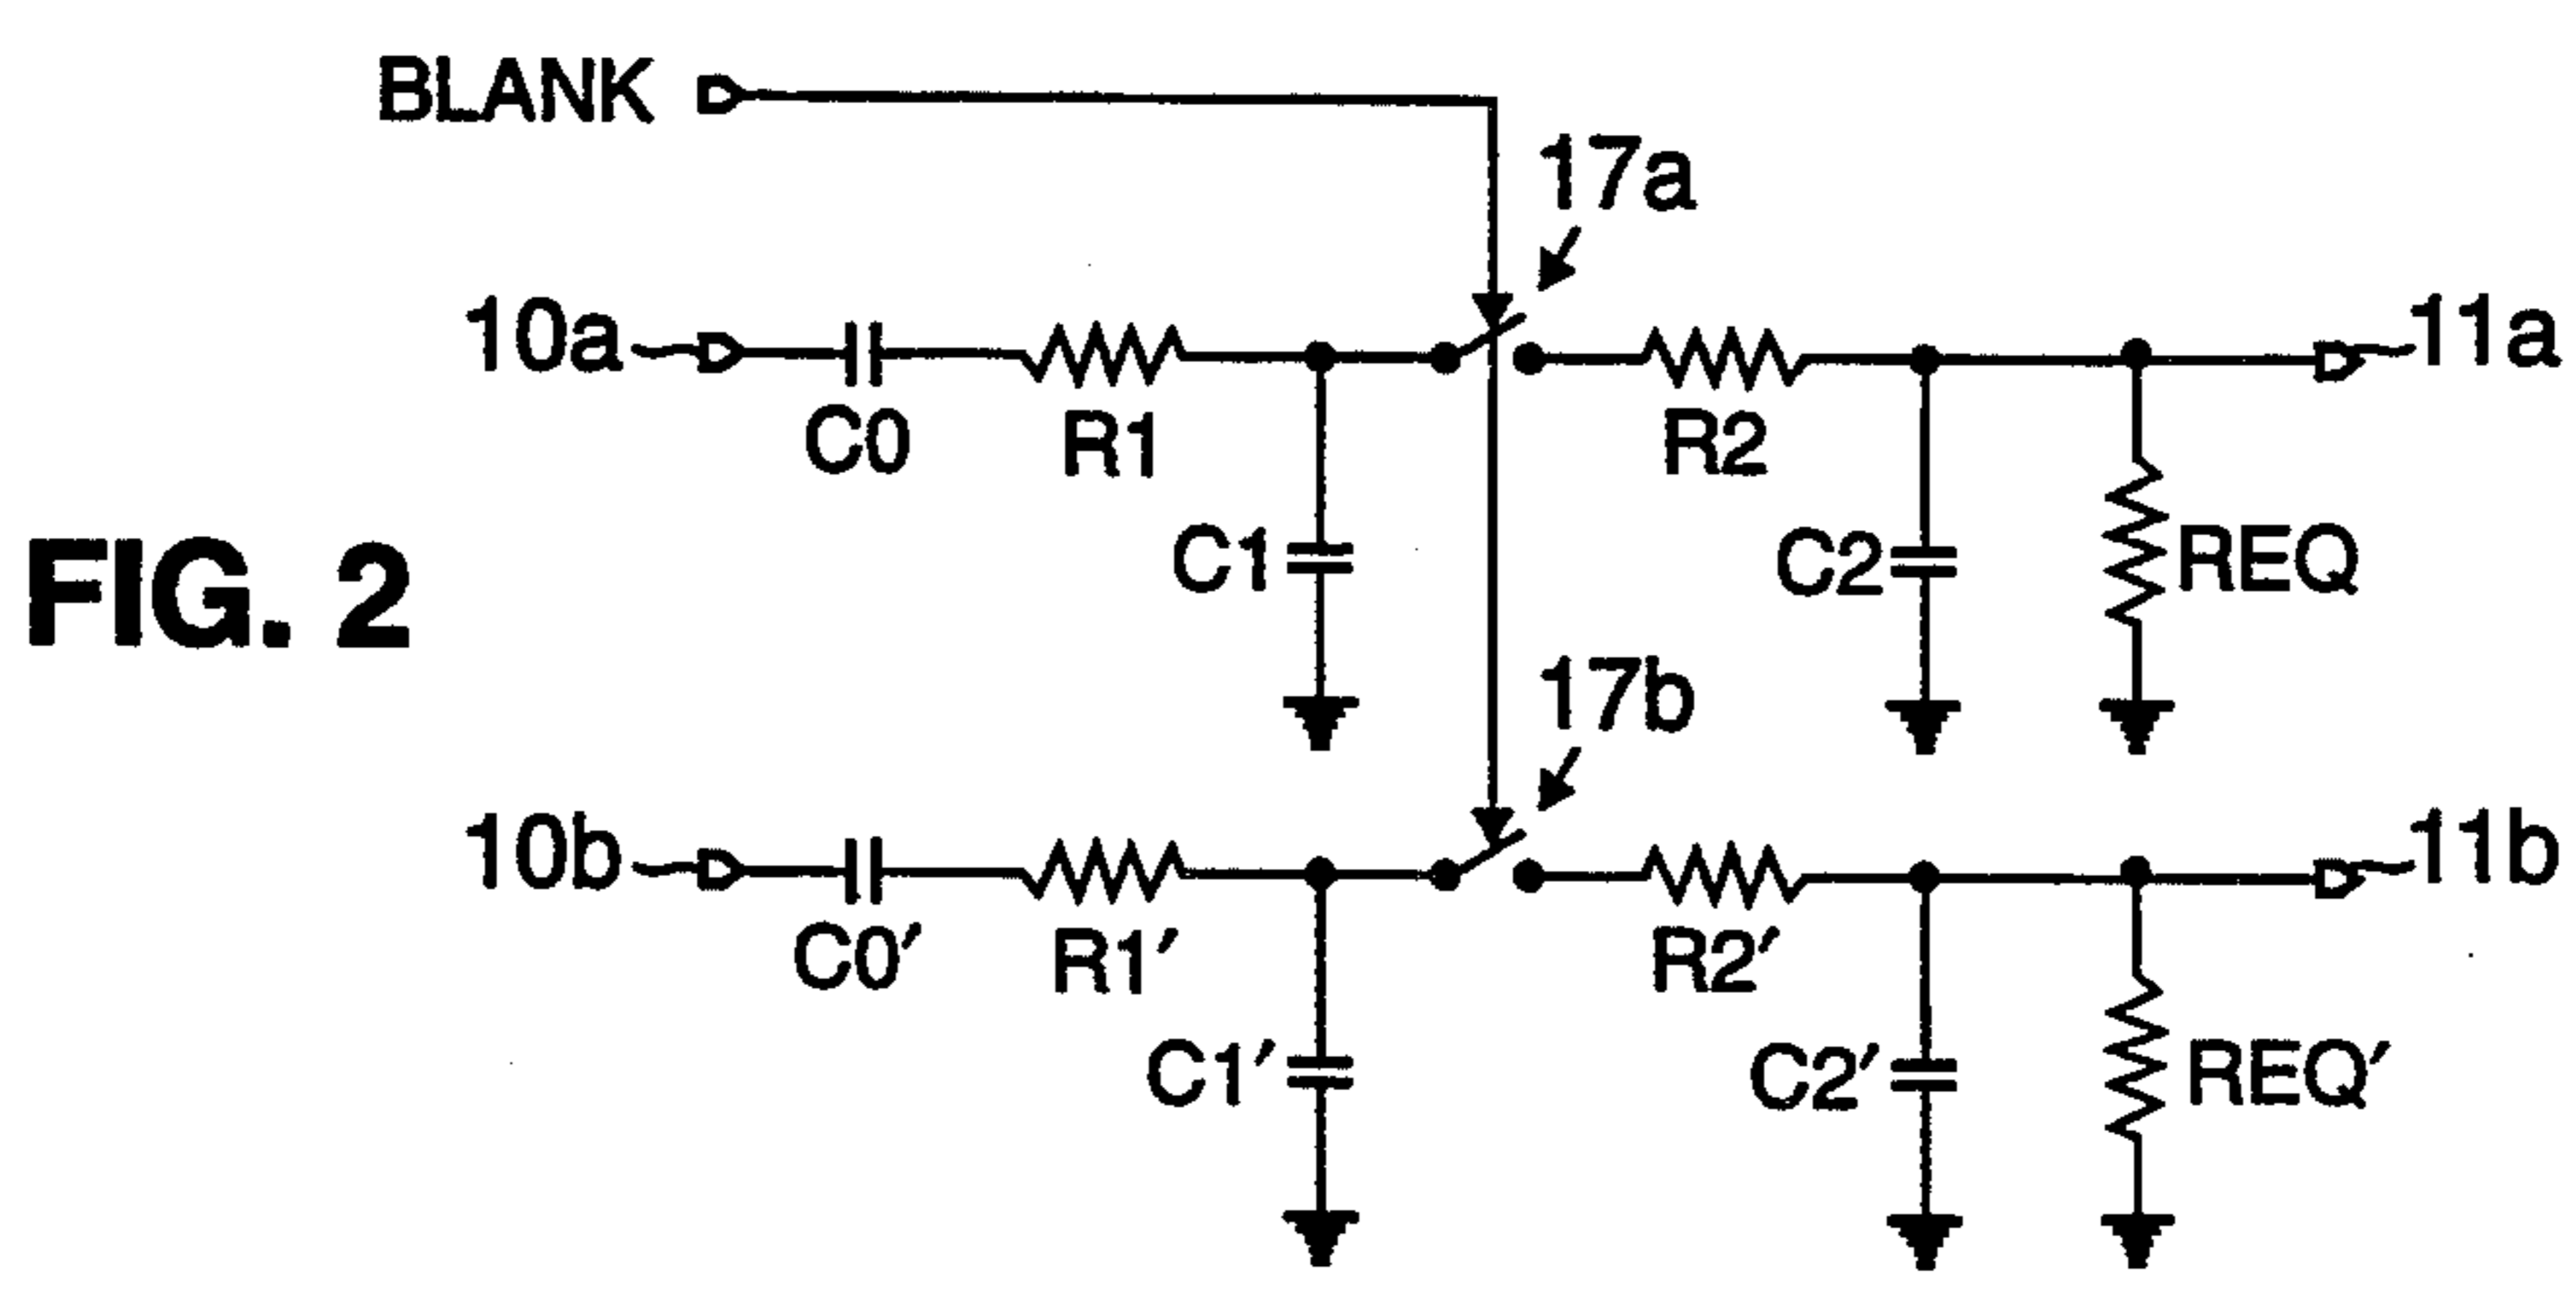 BLANK
17a
10a
11a
C0
R1
R2
C1
C2
REQ
FIG. 2
17b
10b
11b
C0′
R1′
R2′
C1′
C2′
REQ′